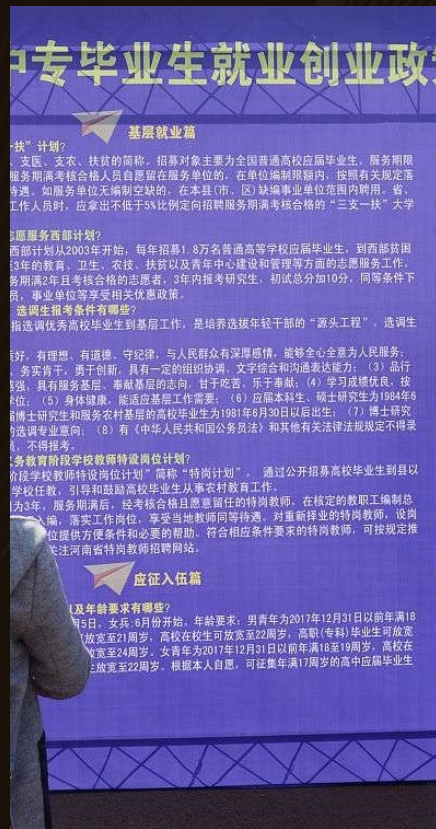 中专毕业生就业创业政
基层就业篇
一扶”计划?
、支医、支农、扶贫的简称，招募对象主要为全国普通高校应届毕业生，服务期限
服务期满考核合格人员自愿留在服务单位的，在单位编制限额内，按照有关规定落
待遇。如服务单位无编制空缺的，在本县(市、区)缺编事业单位范围内聘用。省、
工作人员时，应拿出不低于5%比例定向招聘服务期满考核合格的“三支一扶”大学
志愿服务西部计划?
西部计划从2003年开始，每年招募1.8万名普通高等学校应届毕业生，到西部贫困
至3年的教育、卫生、农技、扶贫以及青年中心建设和管理等方面的志愿服务工作。
务期满2年且考核合格的志愿者，3年内报考研究生，初试总分加10分，同等条件下
员，事业单位等享受相关优惠政策。
选调生报考条件有哪些?
指选调优秀高校毕业生到基层工作，是培养选拔年轻干部的“源头工程”，选调生
良好，有理想、有道德、守纪律，与人民群众有深厚感情，能够全心全意为人民服务;
、务实肯干，勇于创新，具有一定的组织协调、文字综合和沟通表达能力; (3) 品行
感强，具有服务基层、奉献基层的志向，甘于吃苦、乐于奉献; (4) 学习成绩优良，按
学位; (5) 身体健康，能适应基层工作需要; (6) 应届本科生、硕士研究生为1984年6
届博士研究生和服务农村基层的高校毕业生为1981年6月30日以后出生; (7) 博士研究
的选调专业意向; (8) 有《中华人民共和国公务员法》和其他有关法律法规规定不得录
员，不得报考。
义务教育阶段学校教师特设岗位计划?
阶段学校教师特设岗位计划”简称“特岗计划”，通过公开招募高校毕业生到县以
学校任教，引导和鼓励高校毕业生从事农村教育工作。
为3年，服务期满后，经考核合格且愿意留任的特岗教师，在核定的教职工编制总
入编，落实工作岗位，享受当地教师同等待遇。对重新择业的特岗教师，设岗
位提供方便条件和必要的帮助。符合相应条件要求的特岗教师，可按规定推
关注河南省特岗教师招聘网站。
应征入伍篇
以及年龄要求有哪些?
月5日，女兵:6月份开始。年龄要求: 男青年为2017年12月31日以前年满18
放宽至21周岁，高校在校生可放宽至22周岁，高职(专科)毕业生可放宽
放宽至24周岁。女青年为2017年12月31日以前年满18至19周岁，高校在
生放宽至22周岁。根据本人自愿，可征集年满17周岁的高中应届毕业生